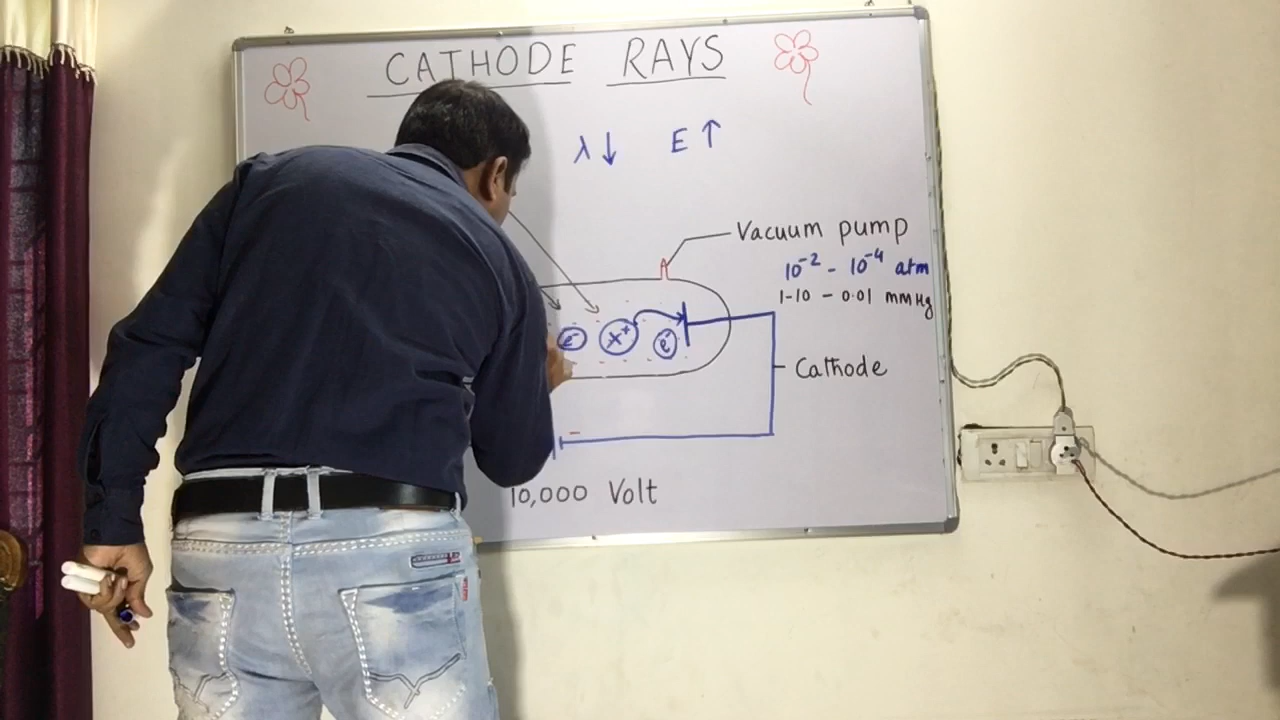 CATHODE RAYS
λ↓ E↑
Vacuum pump
10⁻² - 10⁻⁴ atm
1-10 - 0.01 mmHg
e⁻ X⁺ e⁻
Cathode
-
10,000 Volt